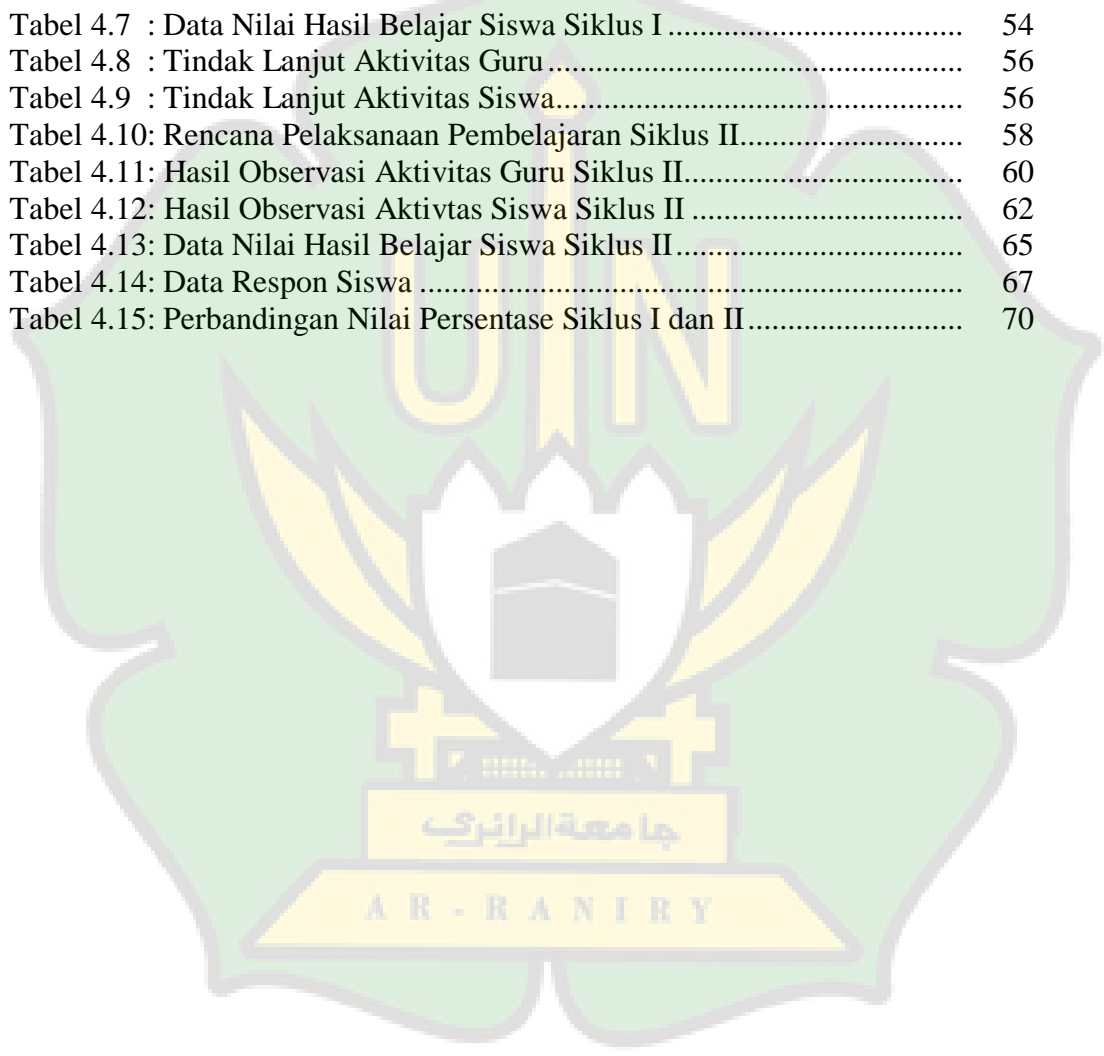 Tabel 4.7 : Data Nilai Hasil Belajar Siswa Siklus I ..................................... 54
Tabel 4.8 : Tindak Lanjut Aktivitas Guru .................................................... 56
Tabel 4.9 : Tindak Lanjut Aktivitas Siswa................................................... 56
Tabel 4.10: Rencana Pelaksanaan Pembelajaran Siklus II............................ 58
Tabel 4.11: Hasil Observasi Aktivitas Guru Siklus II................................... 60
Tabel 4.12: Hasil Observasi Aktivtas Siswa Siklus II .................................. 62
Tabel 4.13: Data Nilai Hasil Belajar Siswa Siklus II .................................... 65
Tabel 4.14: Data Respon Siswa .................................................................... 67
Tabel 4.15: Perbandingan Nilai Persentase Siklus I dan II ........................... 70
UIN
جامعة الرانري
AR-RANIRY